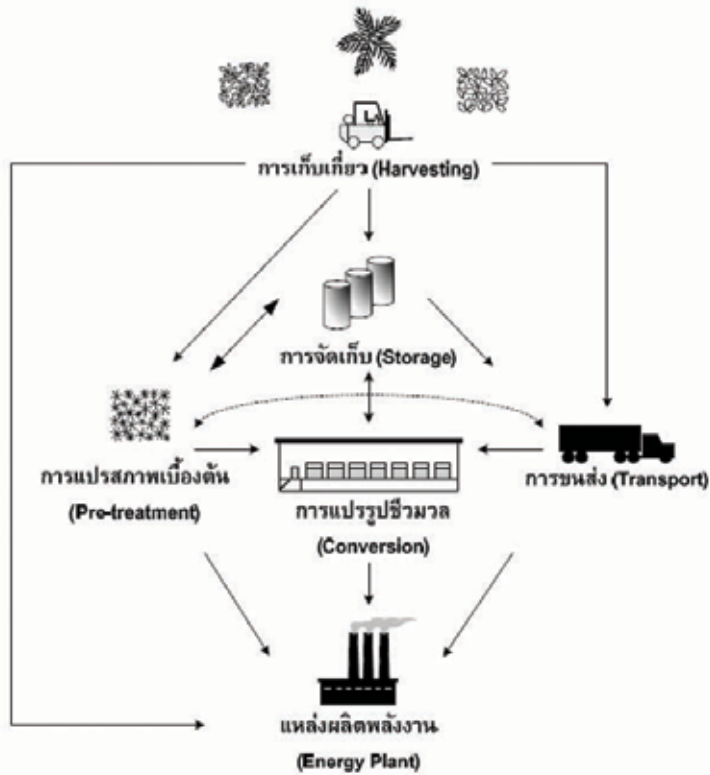 การเก็บเกี่ยว (Harvesting)
การจัดเก็บ (Storage)
การแปรสภาพเบื้องต้น
(Pre-treatment)
การแปรรูปชีวมวล
(Conversion)
การขนส่ง (Transport)
แหล่งผลิตพลังงาน
(Energy Plant)